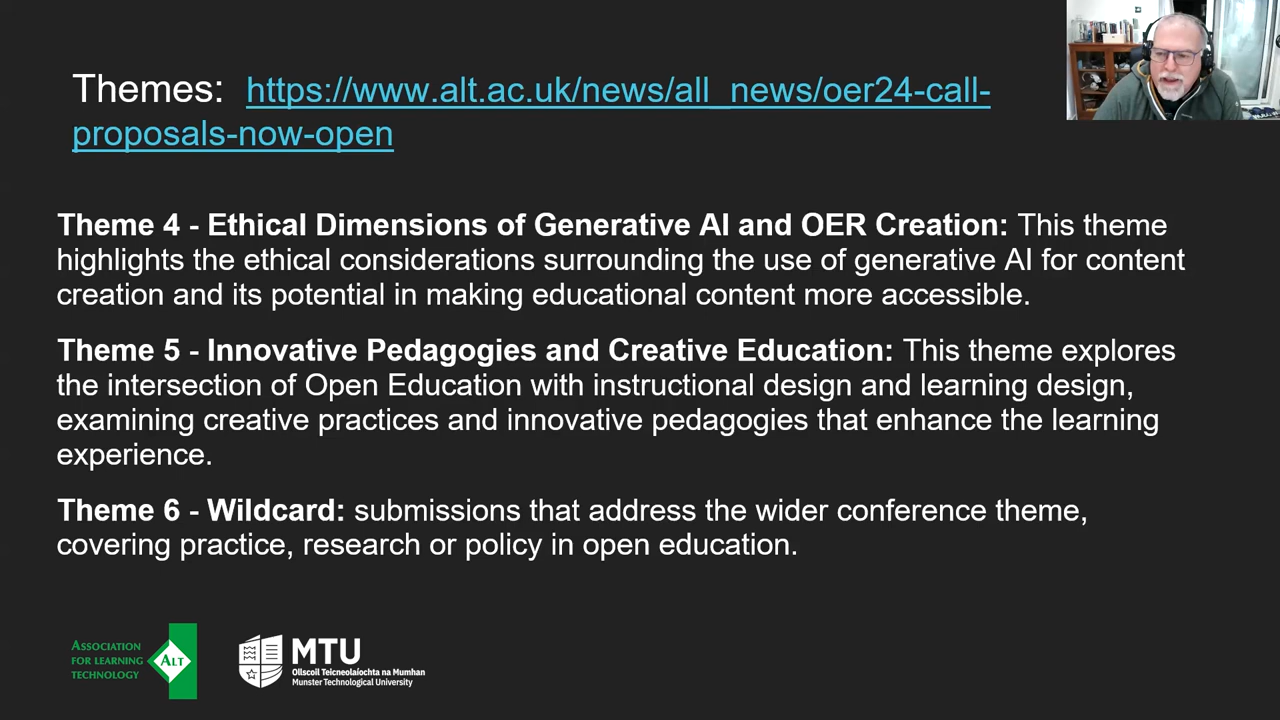 Themes: https://www.alt.ac.uk/news/all_news/oer24-call-
proposals-now-open
Theme 4 - Ethical Dimensions of Generative AI and OER Creation: This theme
highlights the ethical considerations surrounding the use of generative AI for content
creation and its potential in making educational content more accessible.
Theme 5 - Innovative Pedagogies and Creative Education: This theme explores
the intersection of Open Education with instructional design and learning design,
examining creative practices and innovative pedagogies that enhance the learning
experience.
Theme 6 - Wildcard: submissions that address the wider conference theme,
covering practice, research or policy in open education.
ASSOCIATION
FOR LEARNING
TECHNOLOGY
ALT
MTU
Ollscoil Teicneolaíochta na Mumhan
Munster Technological University